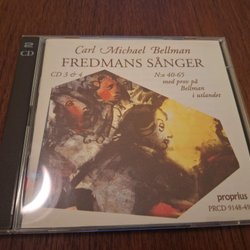 2
CD
Carl Michael Bellman
FREDMANS SÅNGER
CD 3 & 4
N:o 40-65
med prov på
Bellman
i utlandet
proprius
PRCD 9148-49